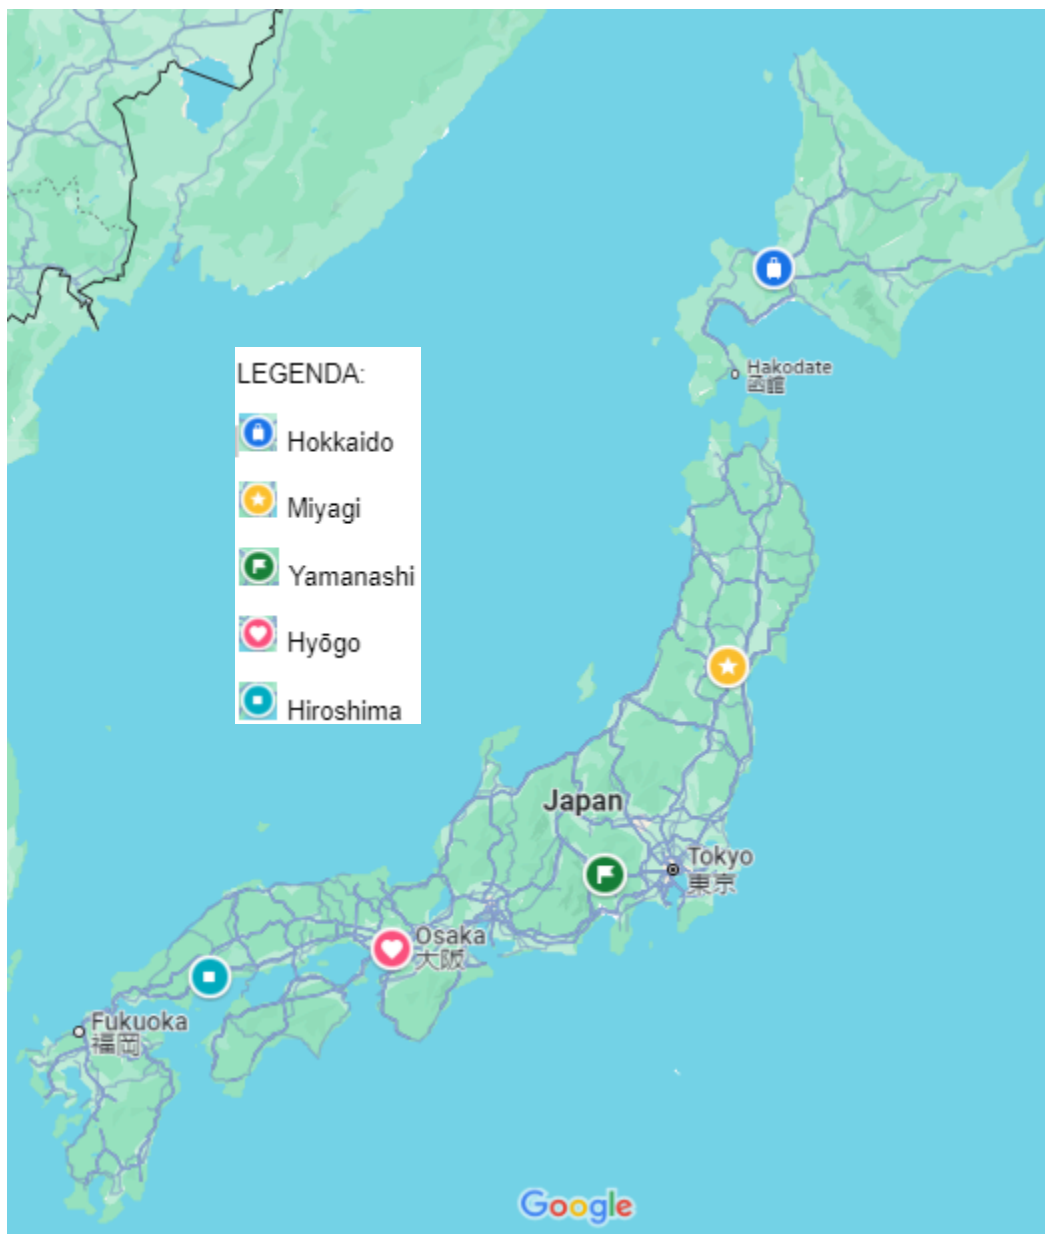 Hakodate
函館
LEGENDA:
Hokkaido
Miyagi
Yamanashi
Hyōgo
Hiroshima
Japan
Tokyo
東京
Osaka
大阪
Fukuoka
福岡
Google